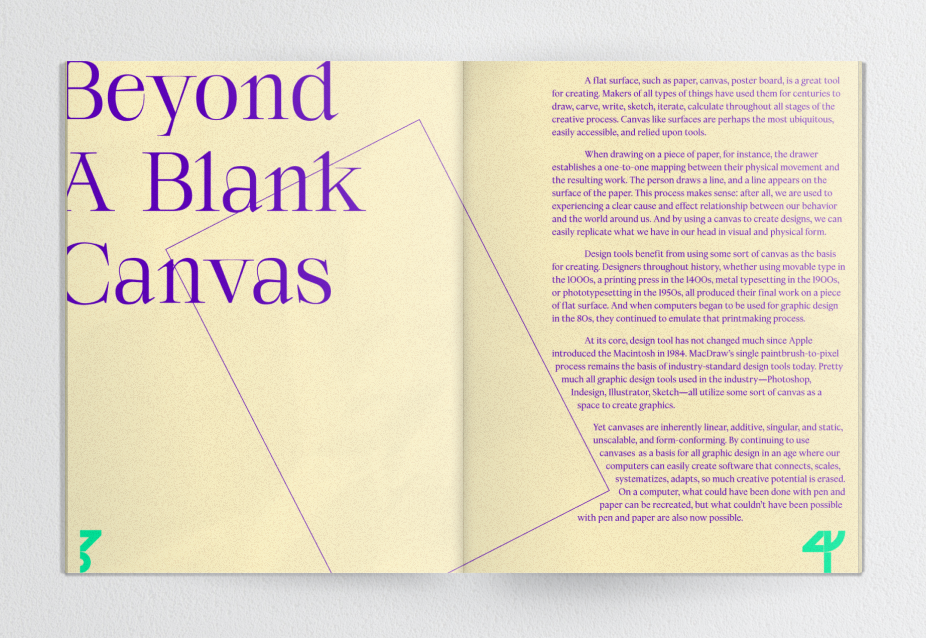 Beyond
A Blank
Canvas
3
A flat surface, such as paper, canvas, poster board, is a great tool
for creating. Makers of all types of things have used them for centuries to
draw, carve, write, sketch, iterate, calculate throughout all stages of the
creative process. Canvas like surfaces are perhaps the most ubiquitous,
easily accessible, and relied upon tools.
When drawing on a piece of paper, for instance, the drawer
establishes a one-to-one mapping between their physical movement and
the resulting work. The person draws a line, and a line appears on the
surface of the paper. This process makes sense: after all, we are used to
experiencing a clear cause and effect relationship between our behavior
and the world around us. And by using a canvas to create designs, we can
easily replicate what we have in our head in visual and physical form.
Design tools benefit from using some sort of canvas as the basis
for creating. Designers throughout history, whether using movable type in
the 1000s, a printing press in the 1400s, metal typesetting in the 1900s,
or phototypesetting in the 1950s, all produced their final work on a piece
of flat surface. And when computers began to be used for graphic design
in the 80s, they continued to emulate that printmaking process.
At its core, design tool has not changed much since Apple
introduced the Macintosh in 1984. MacDraw's single paintbrush-to-pixel
process remains the basis of industry-standard design tools today. Pretty
much all graphic design tools used in the industry—Photoshop,
Indesign, Illustrator, Sketch—all utilize some sort of canvas as a
space to create graphics.
Yet canvases are inherently linear, additive, singular, and static,
unscalable, and form-conforming. By continuing to use
canvases as a basis for all graphic design in an age where our
computers can easily create software that connects, scales,
systematizes, adapts, so much creative potential is erased.
On a computer, what could have been done with pen and
paper can be recreated, but what couldn't have been possible
with pen and paper are also now possible.
4